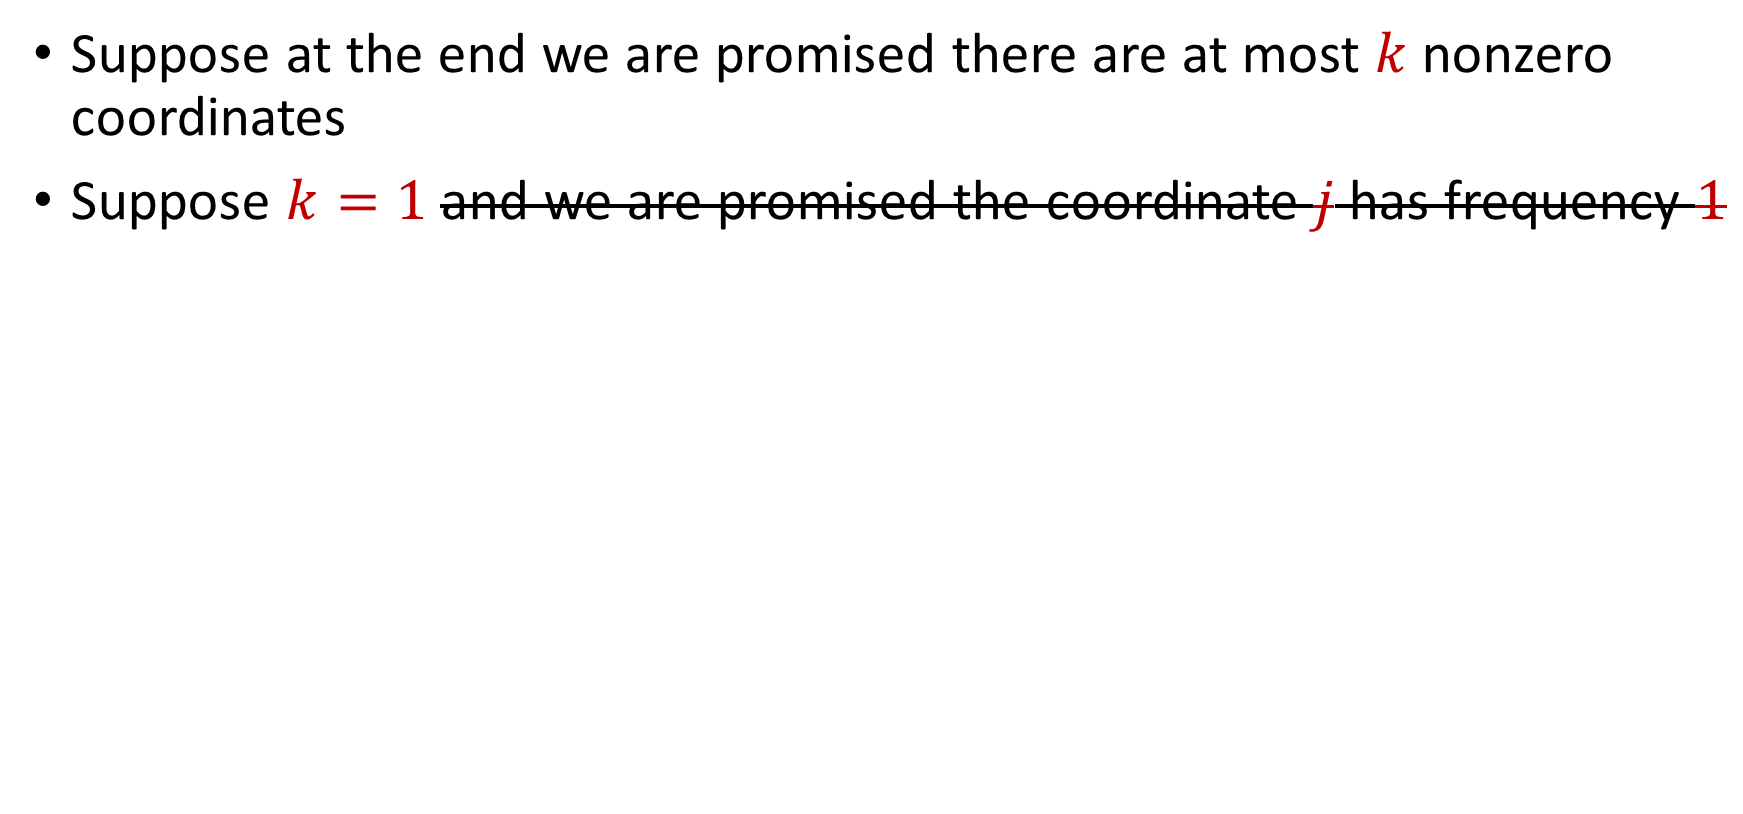 • Suppose at the end we are promised there are at most k nonzero
coordinates
• Suppose k = 1 and we are promised the coordinate j has frequency 1